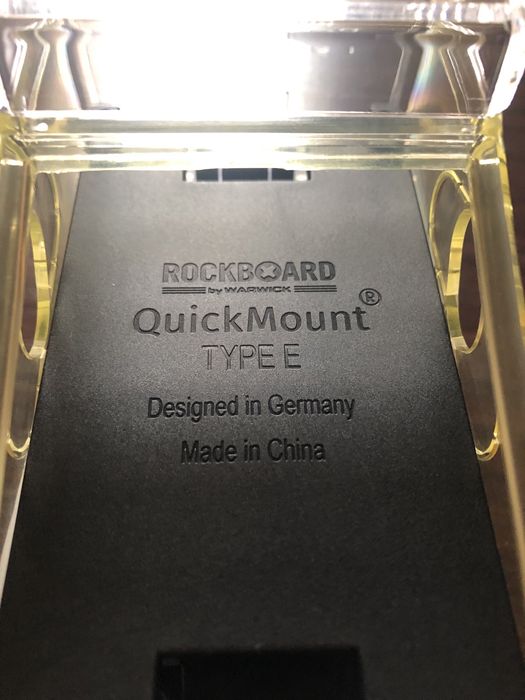 ROCKBOARD
by WARWICK
QuickMount®
TYPE E
Designed in Germany
Made in China